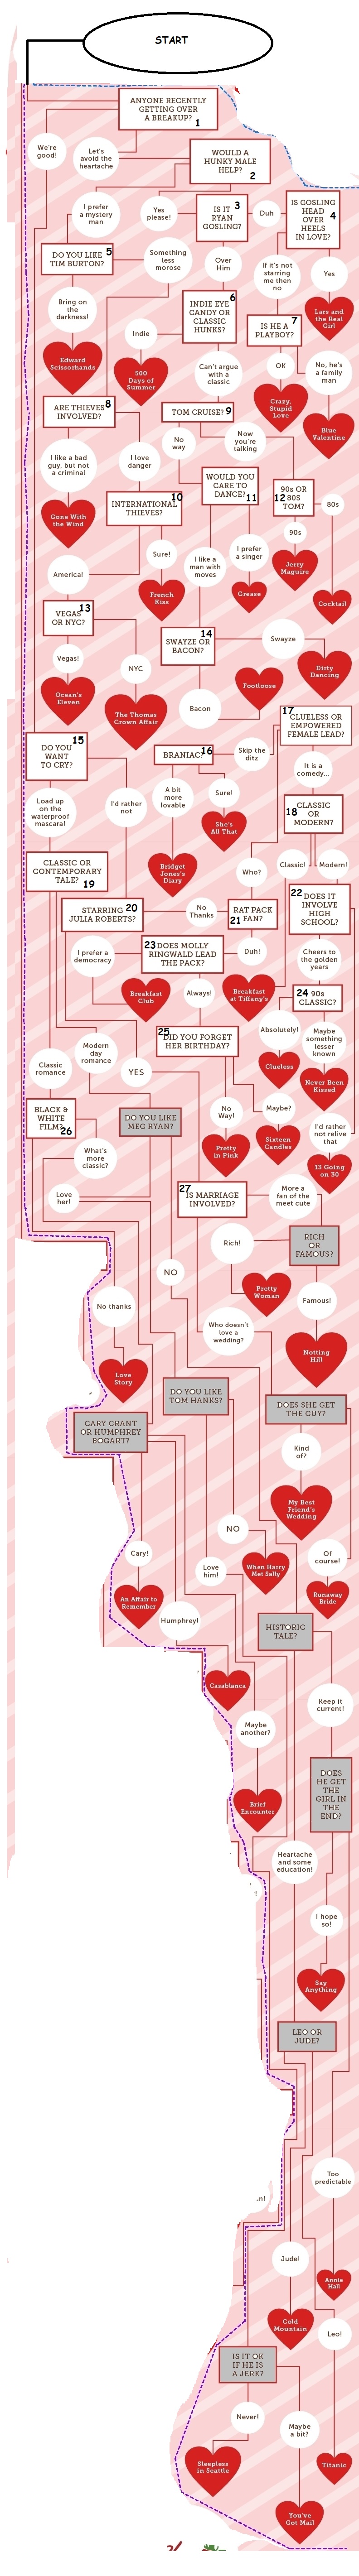 START
ANYONE RECENTLY
GETTING OVER
A BREAKUP?
1
We're
good!
Let's
avoid the
heartache
WOULD A
HUNKY MALE
HELP?
2
I prefer
a mystery
man
Yes
please!
IS IT
RYAN
GOSLING?
3
Duh
IS GOSLING
HEAD
OVER
HEELS
IN LOVE?
4
DO YOU LIKE
TIM BURTON?
5
Something
less
morose
Over
Him
If it's not
starring
me then
no
Yes
Bring on
the
darkness!
INDIE EYE
CANDY OR
CLASSIC
HUNKS?
6
Lars and
the Real
Girl
Indie
IS HE A
PLAYBOY?
7
Edward
Scissorhands
500
Days of
Summer
Can't argue
with a
classic
OK
No, he's
a family
man
ARE THIEVES
INVOLVED?
8
TOM CRUISE?
9
Crazy,
Stupid
Love
Blue
Valentine
No
way
Now
you're
talking
I like a bad
guy, but not
a criminal
I love
danger
WOULD YOU
CARE TO
DANCE?
11
90s OR
80S
TOM?
12
80s
INTERNATIONAL
THIEVES?
10
Gone With
the Wind
90s
Sure!
I like a
man with
moves
I prefer
a singer
America!
Jerry
Maguire
French
Kiss
Grease
Cocktail
VEGAS
OR NYC?
13
SWAYZE OR
BACON?
14
Swayze
Vegas!
NYC
Footloose
Dirty
Dancing
Ocean's
Eleven
The Thomas
Crown Affair
Bacon
CLUELESS OR
EMPOWERED
FEMALE LEAD?
17
DO YOU
WANT
TO CRY?
15
BRANIAC?
16
Skip the
ditz
It is a
comedy...
Load up
on the
waterproof
mascara!
I'd rather
not
A bit
more
lovable
Sure!
CLASSIC
OR
MODERN?
18
She's
All That
CLASSIC OR
CONTEMPORARY
TALE?
19
Bridget
Jones's
Diary
Who?
Classic!
Modern!
STARRING
JULIA ROBERTS?
20
No
Thanks
RAT PACK
FAN?
21
DOES IT
INVOLVE
HIGH
SCHOOL?
22
I prefer a
democracy
DOES MOLLY
RINGWALD LEAD
THE PACK?
23
Duh!
Cheers to
the golden
years
Breakfast
Club
Always!
Breakfast
at Tiffany's
90s
CLASSIC?
24
Absolutely!
Maybe
something
lesser
known
DID YOU FORGET
HER BIRTHDAY?
25
Modern
day
romance
Classic
romance
YES
Clueless
Never Been
Kissed
BLACK &
WHITE
FILM?
26
DO YOU LIKE
MEG RYAN?
No
Way!
Maybe?
I'd rather
not relive
that
What's
more
classic?
Pretty
in Pink
Sixteen
Candles
13 Going
on 30
Love
her!
IS MARRIAGE
INVOLVED?
27
More a
fan of the
meet cute
Rich!
RICH
OR
FAMOUS?
NO
No thanks
Pretty
Woman
Famous!
Who doesn't
love a
wedding?
Notting
Hill
Love
Story
DO YOU LIKE
TOM HANKS?
DOES SHE GET
THE GUY?
CARY GRANT
OR HUMPHREY
BOGART?
Kind
of?
My Best
Friend's
Wedding
NO
Cary!
Love
him!
When Harry
Met Sally
Of
course!
An Affair to
Remember
Runaway
Bride
Humphrey!
HISTORIC
TALE?
Casablanca
Keep it
current!
Maybe
another?
DOES
HE GET
THE
GIRL IN
THE
END?
Brief
Encounter
Heartache
and some
education!
I hope
so!
Say
Anything
LEO OR
JUDE?
Too
predictable
n!
Jude!
Annie
Hall
Cold
Mountain
Leo!
IS IT OK
IF HE IS
A JERK?
Never!
Maybe
a bit?
Sleepless
in Seattle
Titanic
You've
Got Mail